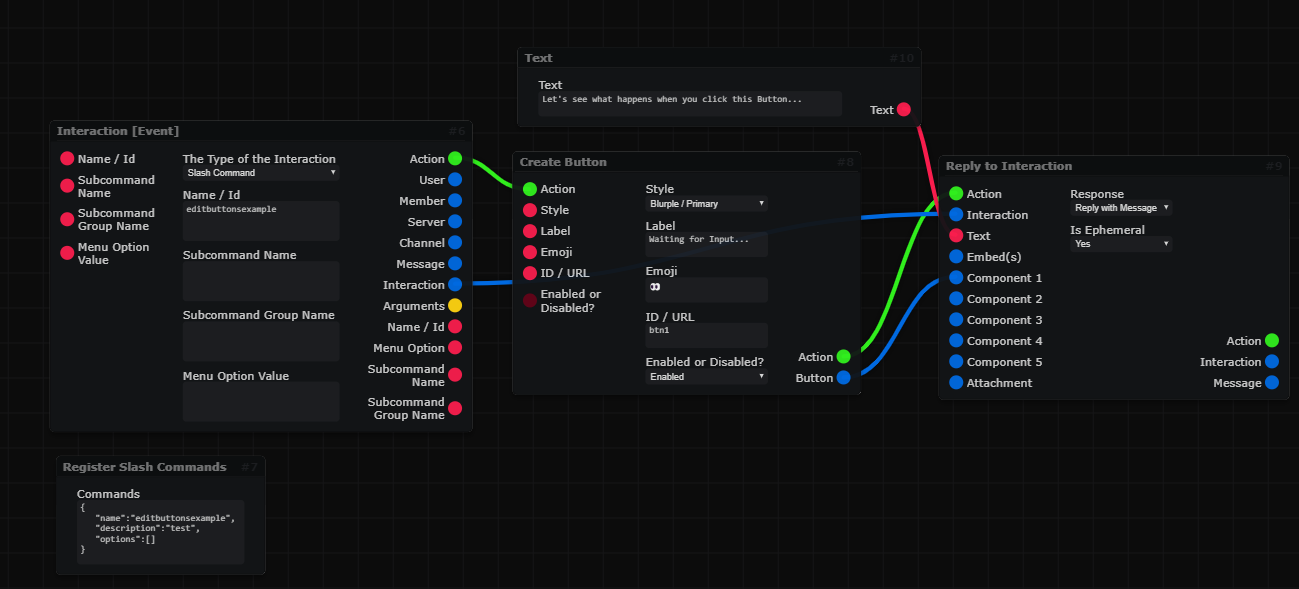 Text #10
Text
Let's see what happens when you click this Button...
Text
Interaction [Event] #6
Name / Id
Subcommand
Name
Subcommand
Group Name
Menu Option
Value
The Type of the Interaction
Slash Command
Name / Id
editbuttonsexample
Subcommand Name
Subcommand Group Name
Menu Option Value
Action
User
Member
Server
Channel
Message
Interaction
Arguments
Name / Id
Menu Option
Subcommand
Name
Subcommand
Group Name
Create Button #8
Action
Style
Label
Emoji
ID / URL
Enabled or
Disabled?
Style
Blurple / Primary
Label
Waiting for Input...
Emoji
👀
ID / URL
btn1
Enabled or Disabled?
Enabled
Action
Button
Reply to Interaction #9
Action
Interaction
Text
Embed(s)
Component 1
Component 2
Component 3
Component 4
Component 5
Attachment
Response
Reply with Message
Is Ephemeral
Yes
Action
Interaction
Message
Register Slash Commands #7
Commands
{
"name":"editbuttonsexample",
"description":"test",
"options":[]
}